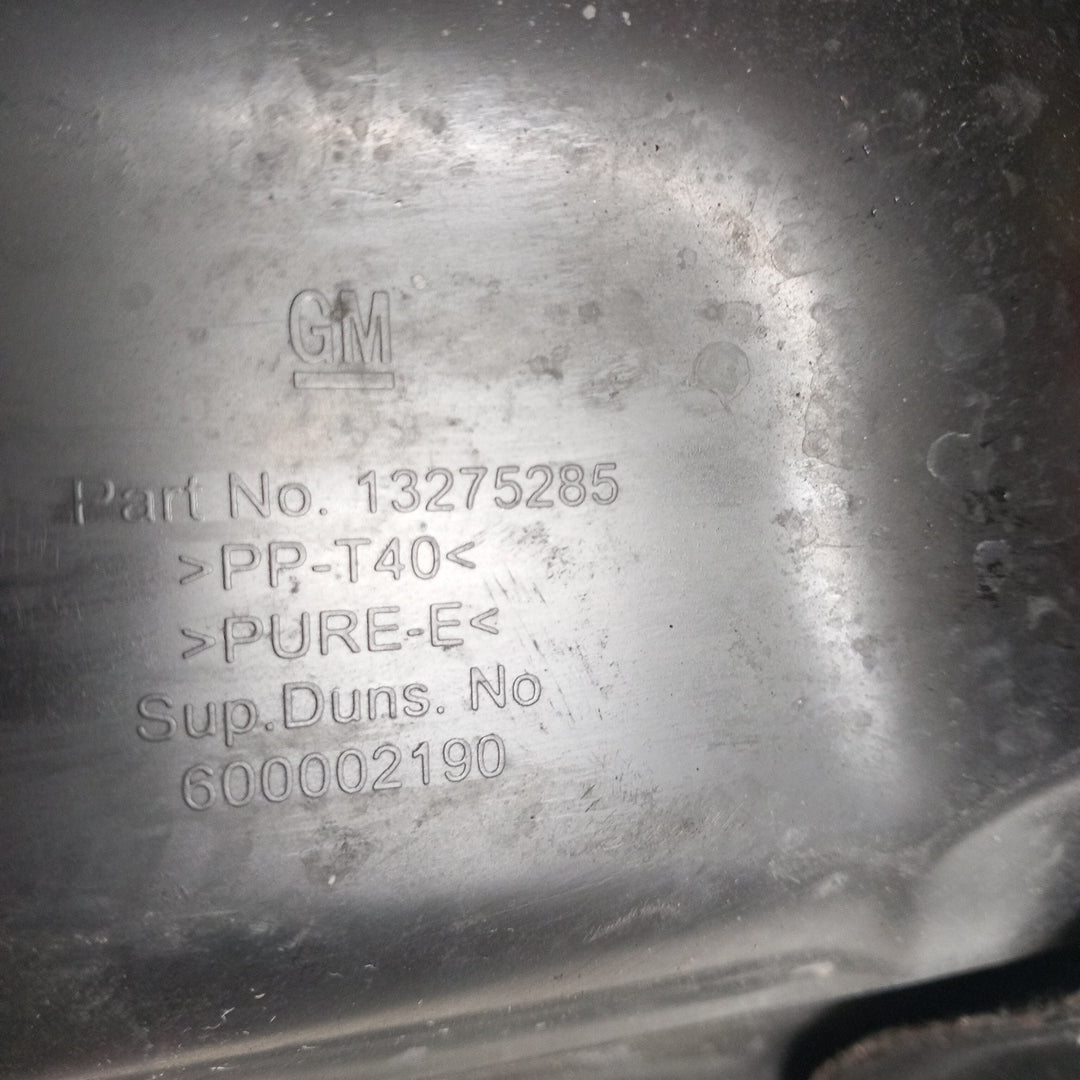 GM
Part No. 13275285
>PP-T40<
>PURE-E<
Sup.Duns. No
600002190